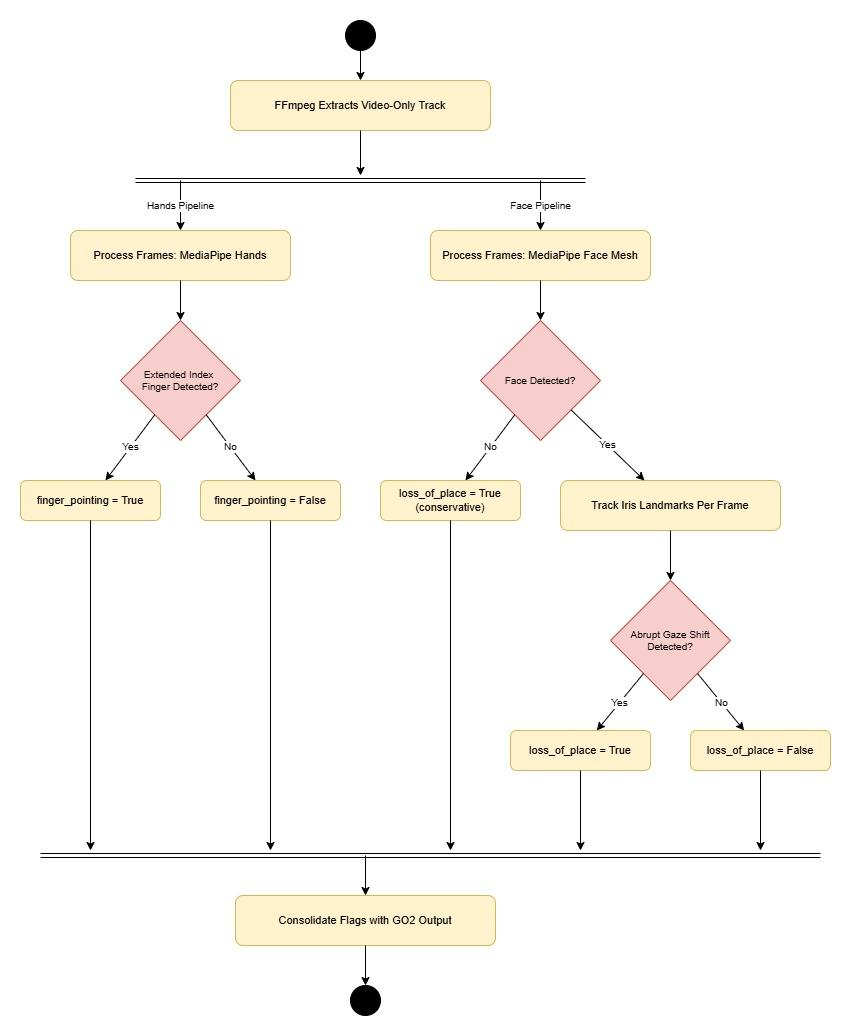 FFmpeg Extracts Video-Only Track
Hands Pipeline
Face Pipeline
Process Frames: MediaPipe Hands
Process Frames: MediaPipe Face Mesh
Extended Index
Finger Detected?
Face Detected?
Yes
No
No
Yes
finger_pointing = True
finger_pointing = False
loss_of_place = True
(conservative)
Track Iris Landmarks Per Frame
Abrupt Gaze Shift
Detected?
Yes
No
loss_of_place = True
loss_of_place = False
Consolidate Flags with GO2 Output